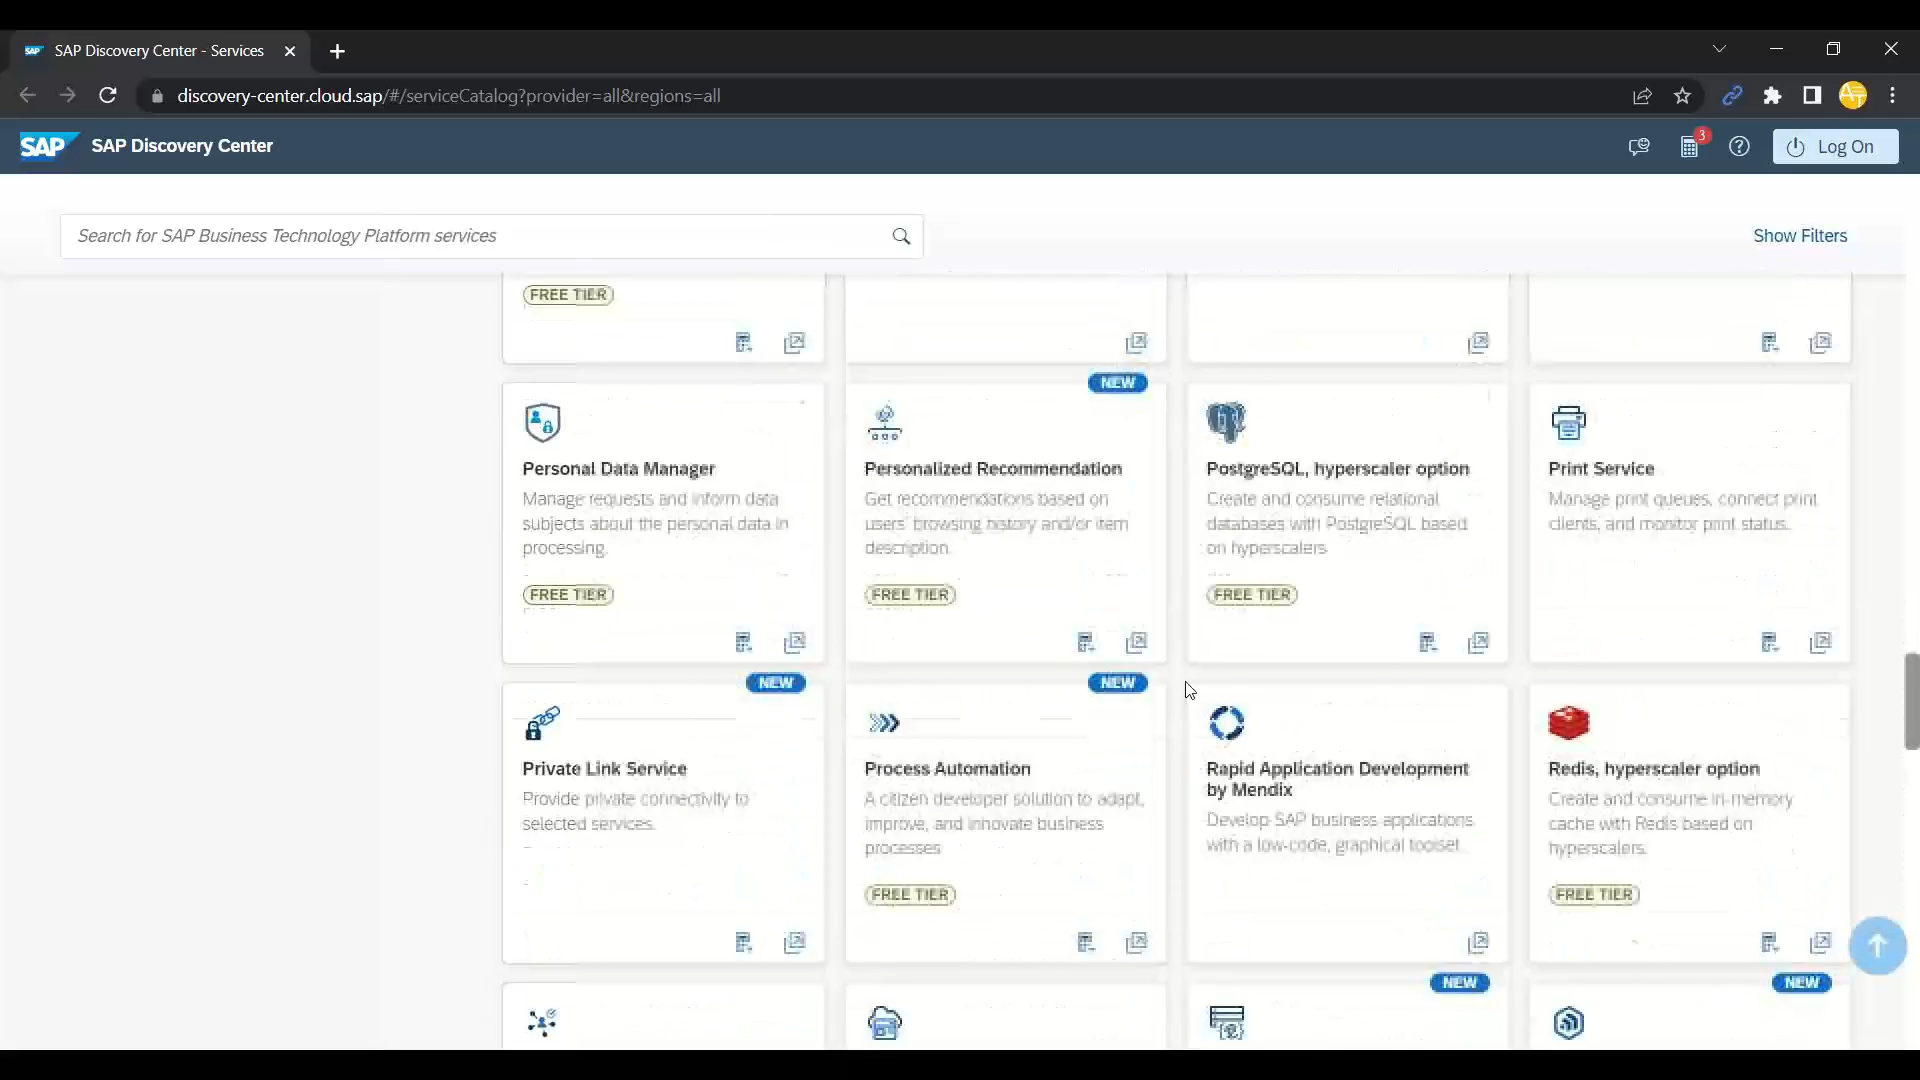 SAP SAP Discovery Center - Services
discovery-center.cloud.sap/#/serviceCatalog?provider=all&regions=all
SAP SAP Discovery Center 3 Log On
Search for SAP Business Technology Platform services Show Filters
FREE TIER
Personal Data Manager
Manage requests and inform data
subjects about the personal data in
processing.
FREE TIER
NEW
Personalized Recommendation
Get recommendations based on
users' browsing history and/or item
description.
FREE TIER
PostgreSQL, hyperscaler option
Create and consume relational
databases with PostgreSQL based
on hyperscalers
FREE TIER
Print Service
Manage print queues, connect print
clients, and monitor print status.
NEW
Private Link Service
Provide private connectivity to
selected services.
NEW
Process Automation
A citizen developer solution to adapt,
improve, and innovate business
processes
FREE TIER
Rapid Application Development
by Mendix
Develop SAP business applications
with a low-code, graphical toolset.
Redis, hyperscaler option
Create and consume in-memory
cache with Redis based on
hyperscalers.
FREE TIER
NEW
NEW